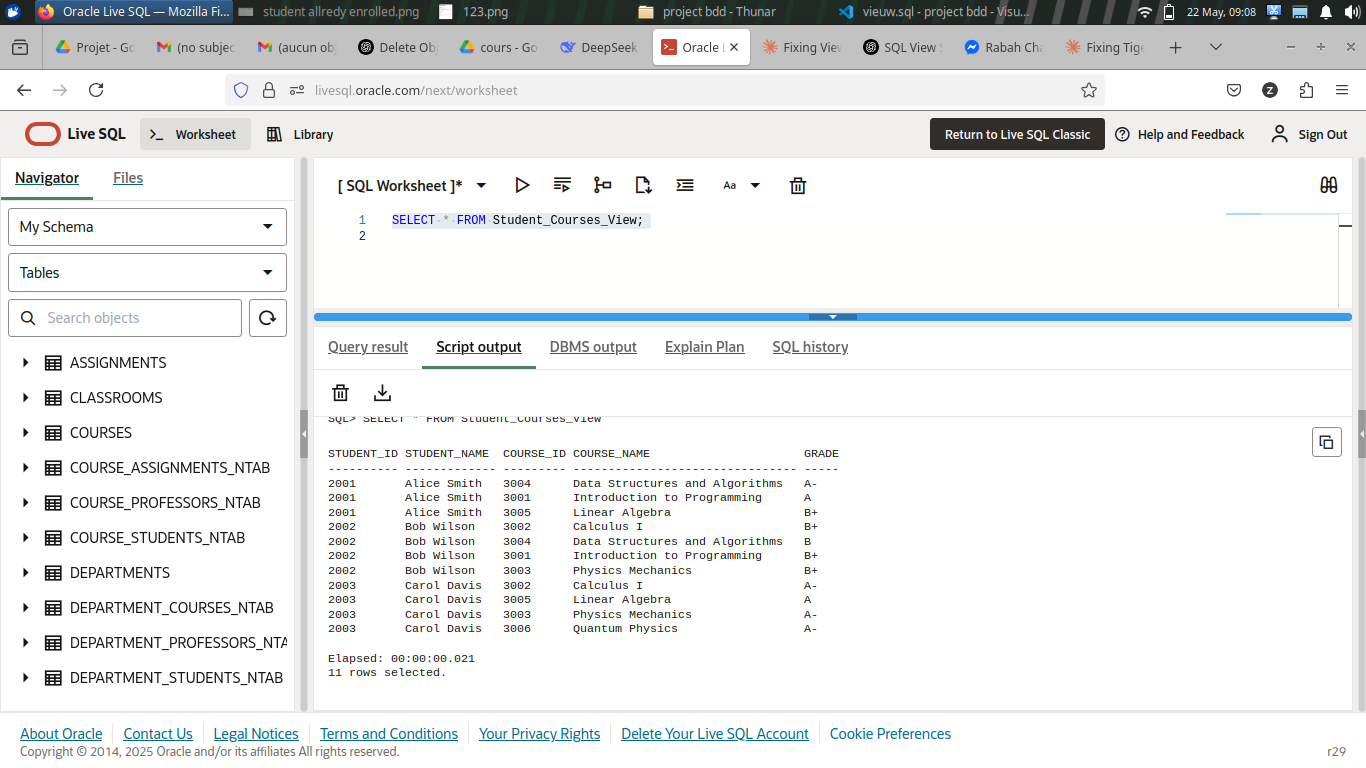 Oracle Live SQL — Mozilla Fi...
student allredy enrolled.png
123.png
project bdd - Thunar
vieuw.sql - project bdd - Visu...
22 May, 09:08
Projet - Go
(no subjec
(aucun obj
Delete Obj
cours - Go
DeepSeek
Oracle L
Fixing View
SQL View S
Rabah Cha
Fixing Tige
livesql.oracle.com/next/worksheet
Z
Live SQL
Worksheet
Library
Return to Live SQL Classic
Help and Feedback
Sign Out
Navigator
Files
My Schema
Tables
Search objects
ASSIGNMENTS
CLASSROOMS
COURSES
COURSE_ASSIGNMENTS_NTAB
COURSE_PROFESSORS_NTAB
COURSE_STUDENTS_NTAB
DEPARTMENTS
DEPARTMENT_COURSES_NTAB
DEPARTMENT_PROFESSORS_NTA
DEPARTMENT_STUDENTS_NTAB
[ SQL Worksheet ]*
Aa
1 SELECT * FROM Student_Courses_View;
2
Query result
Script output
DBMS output
Explain Plan
SQL history
SQL> SELECT * FROM Student_Courses_View
STUDENT_ID STUDENT_NAME COURSE_ID COURSE_NAME GRADE
---------- ------------- --------- -------------------------------- -----
2001 Alice Smith 3004 Data Structures and Algorithms A-
2001 Alice Smith 3001 Introduction to Programming A
2001 Alice Smith 3005 Linear Algebra B+
2002 Bob Wilson 3002 Calculus I B+
2002 Bob Wilson 3004 Data Structures and Algorithms B
2002 Bob Wilson 3001 Introduction to Programming B+
2002 Bob Wilson 3003 Physics Mechanics B+
2003 Carol Davis 3002 Calculus I A-
2003 Carol Davis 3005 Linear Algebra A
2003 Carol Davis 3003 Physics Mechanics A-
2003 Carol Davis 3006 Quantum Physics A-
Elapsed: 00:00:00.021
11 rows selected.
About Oracle
Contact Us
Legal Notices
Terms and Conditions
Your Privacy Rights
Delete Your Live SQL Account
Cookie Preferences
Copyright © 2014, 2025 Oracle and/or its affiliates All rights reserved.
r29